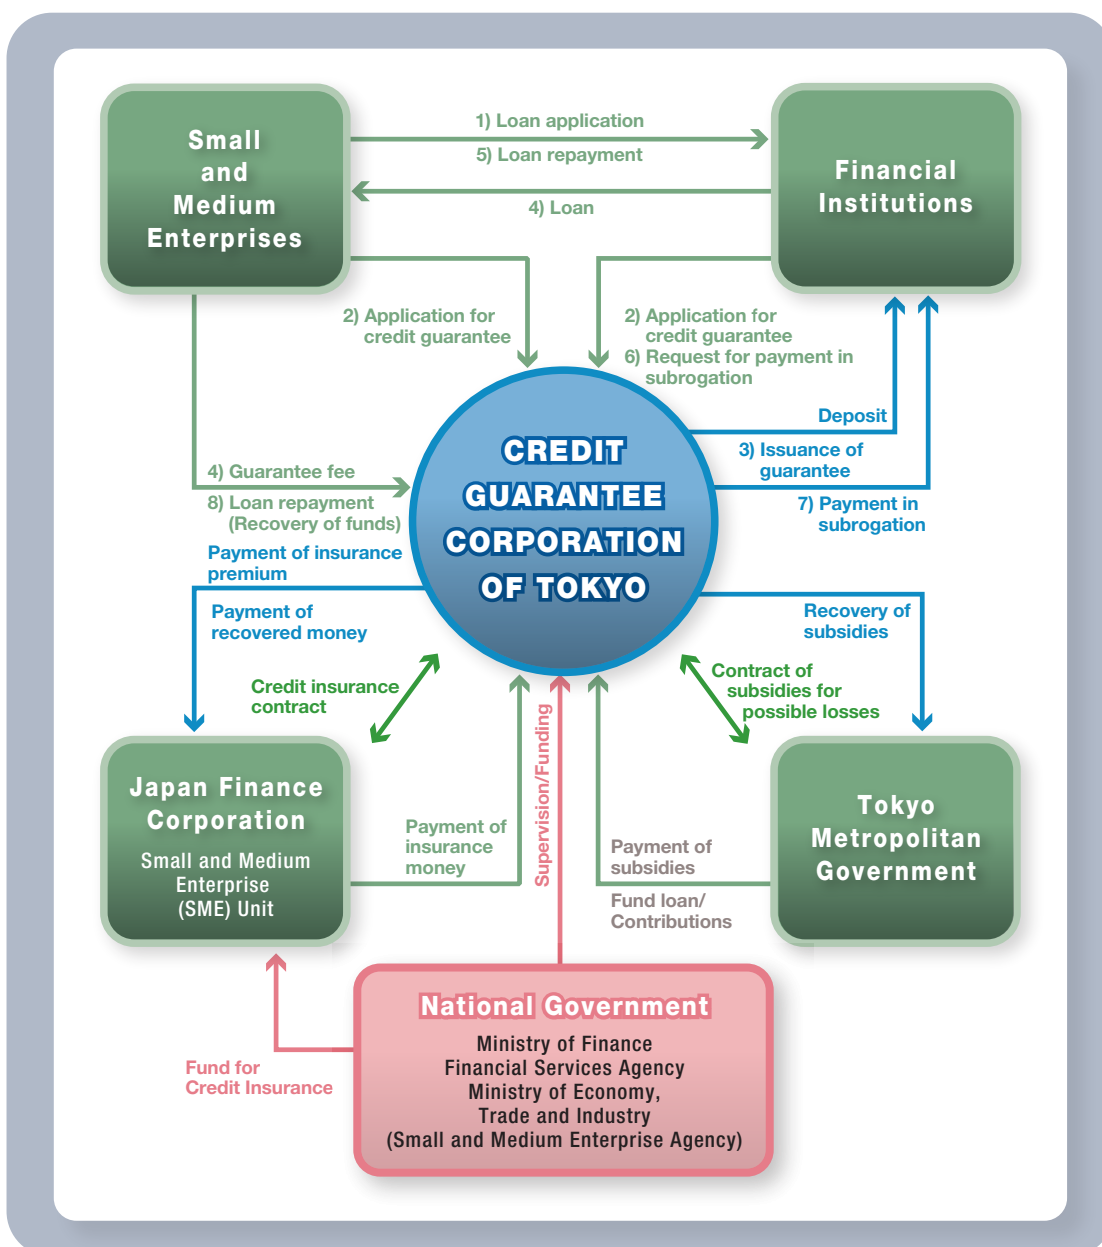 Small
and
Medium
Enterprises
1) Loan application
5) Loan repayment
4) Loan
Financial
Institutions
2) Application for
credit guarantee
2) Application for
credit guarantee
6) Request for payment in
subrogation
Deposit
3) Issuance of
guarantee
7) Payment in
subrogation
4) Guarantee fee
8) Loan repayment
(Recovery of funds)
CREDIT
GUARANTEE
CORPORATION
OF TOKYO
Payment of insurance
premium
Payment of
recovered money
Recovery of
subsidies
Credit insurance
contract
Contract of
subsidies for
possible losses
Japan Finance
Corporation
Small and Medium
Enterprise
(SME) Unit
Payment of
insurance
money
Supervision/Funding
Payment of
subsidies
Fund loan/
Contributions
Tokyo
Metropolitan
Government
Fund for
Credit Insurance
National Government
Ministry of Finance
Financial Services Agency
Ministry of Economy,
Trade and Industry
(Small and Medium Enterprise Agency)